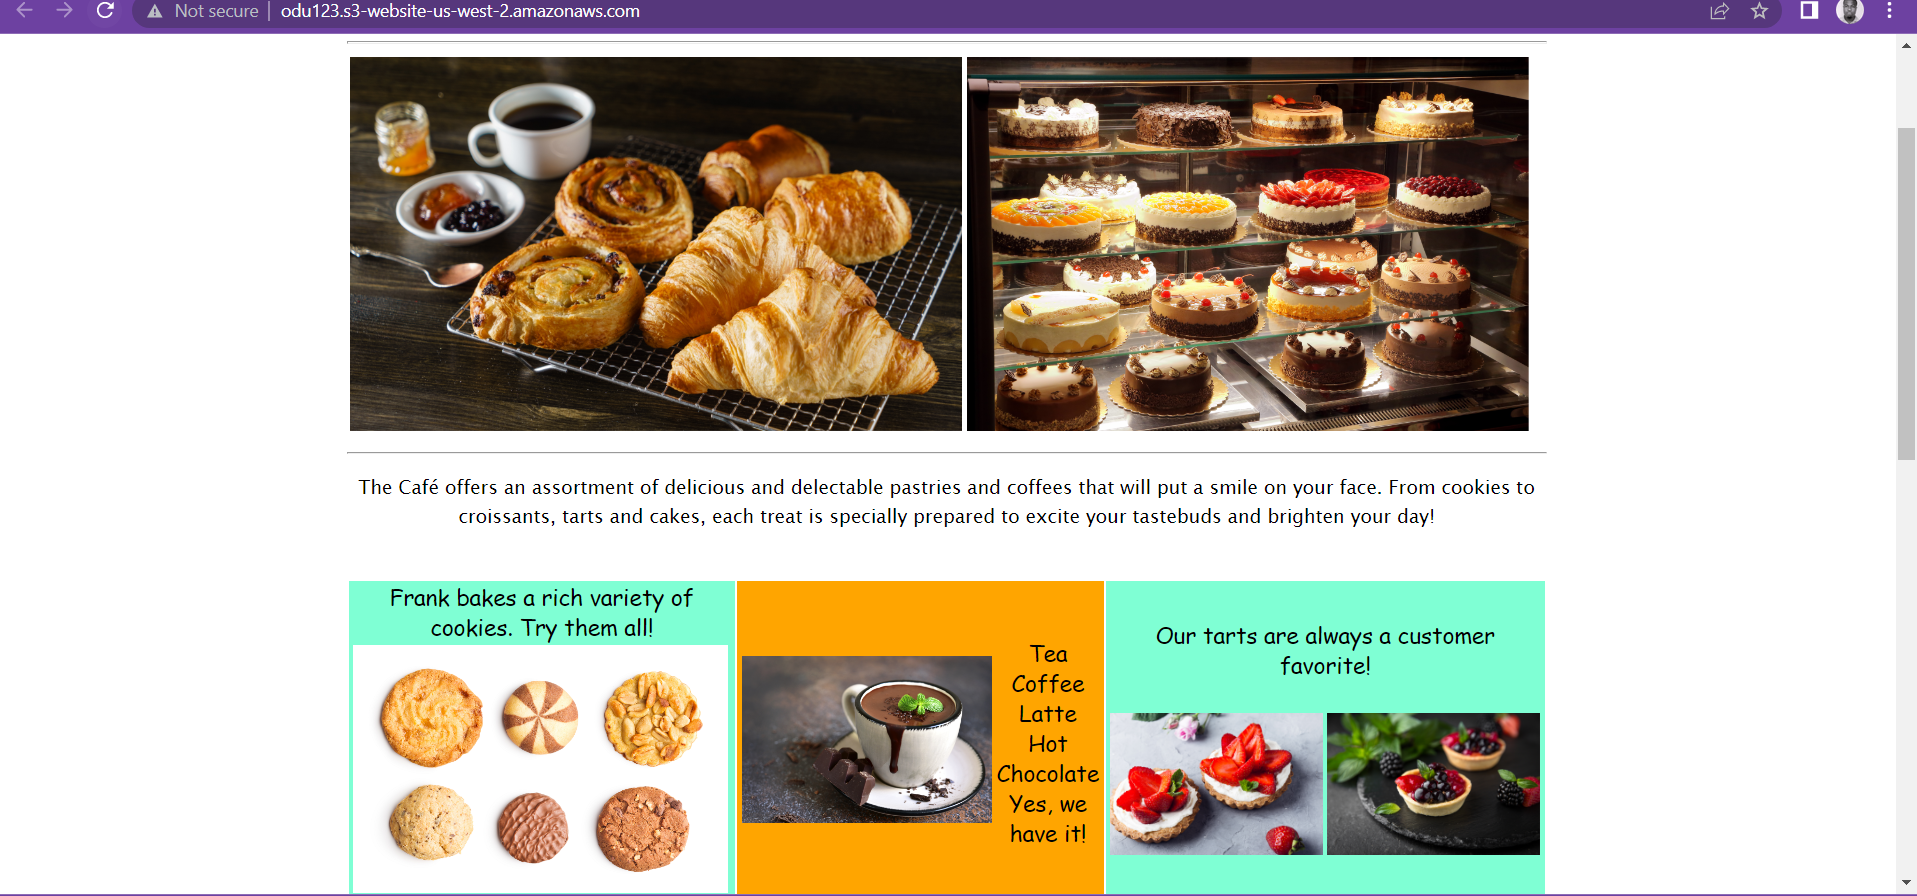 Not secure | odu123.s3-website-us-west-2.amazonaws.com
The Café offers an assortment of delicious and delectable pastries and coffees that will put a smile on your face. From cookies to
croissants, tarts and cakes, each treat is specially prepared to excite your tastebuds and brighten your day!
Frank bakes a rich variety of
cookies. Try them all!
Tea
Coffee
Latte
Hot
Chocolate
Yes, we
have it!
Our tarts are always a customer
favorite!